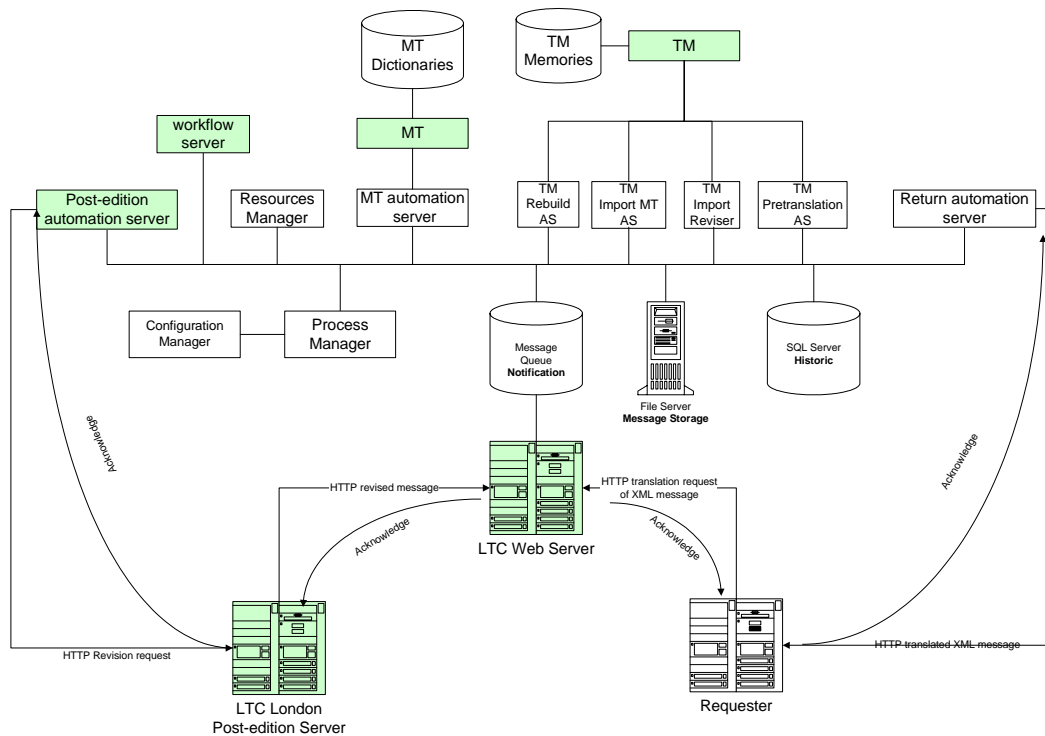 MT
Dictionaries
TM
Memories
TM
workflow
server
MT
Post-edition
automation server
Resources
Manager
MT automation
server
TM
Rebuild
AS
TM
Import MT
AS
TM
Import
Reviser
TM
Pretranslation
AS
Return automation
server
Configuration
Manager
Process
Manager
Message
Queue
Notification
File Server
Message Storage
SQL Server
Historic
Acknowledge
Acknowledge
HTTP revised message
HTTP translation request
of XML message
Acknowledge
Acknowledge
LTC Web Server
HTTP Revision request
HTTP translated XML message
LTC London
Post-edition Server
Requester